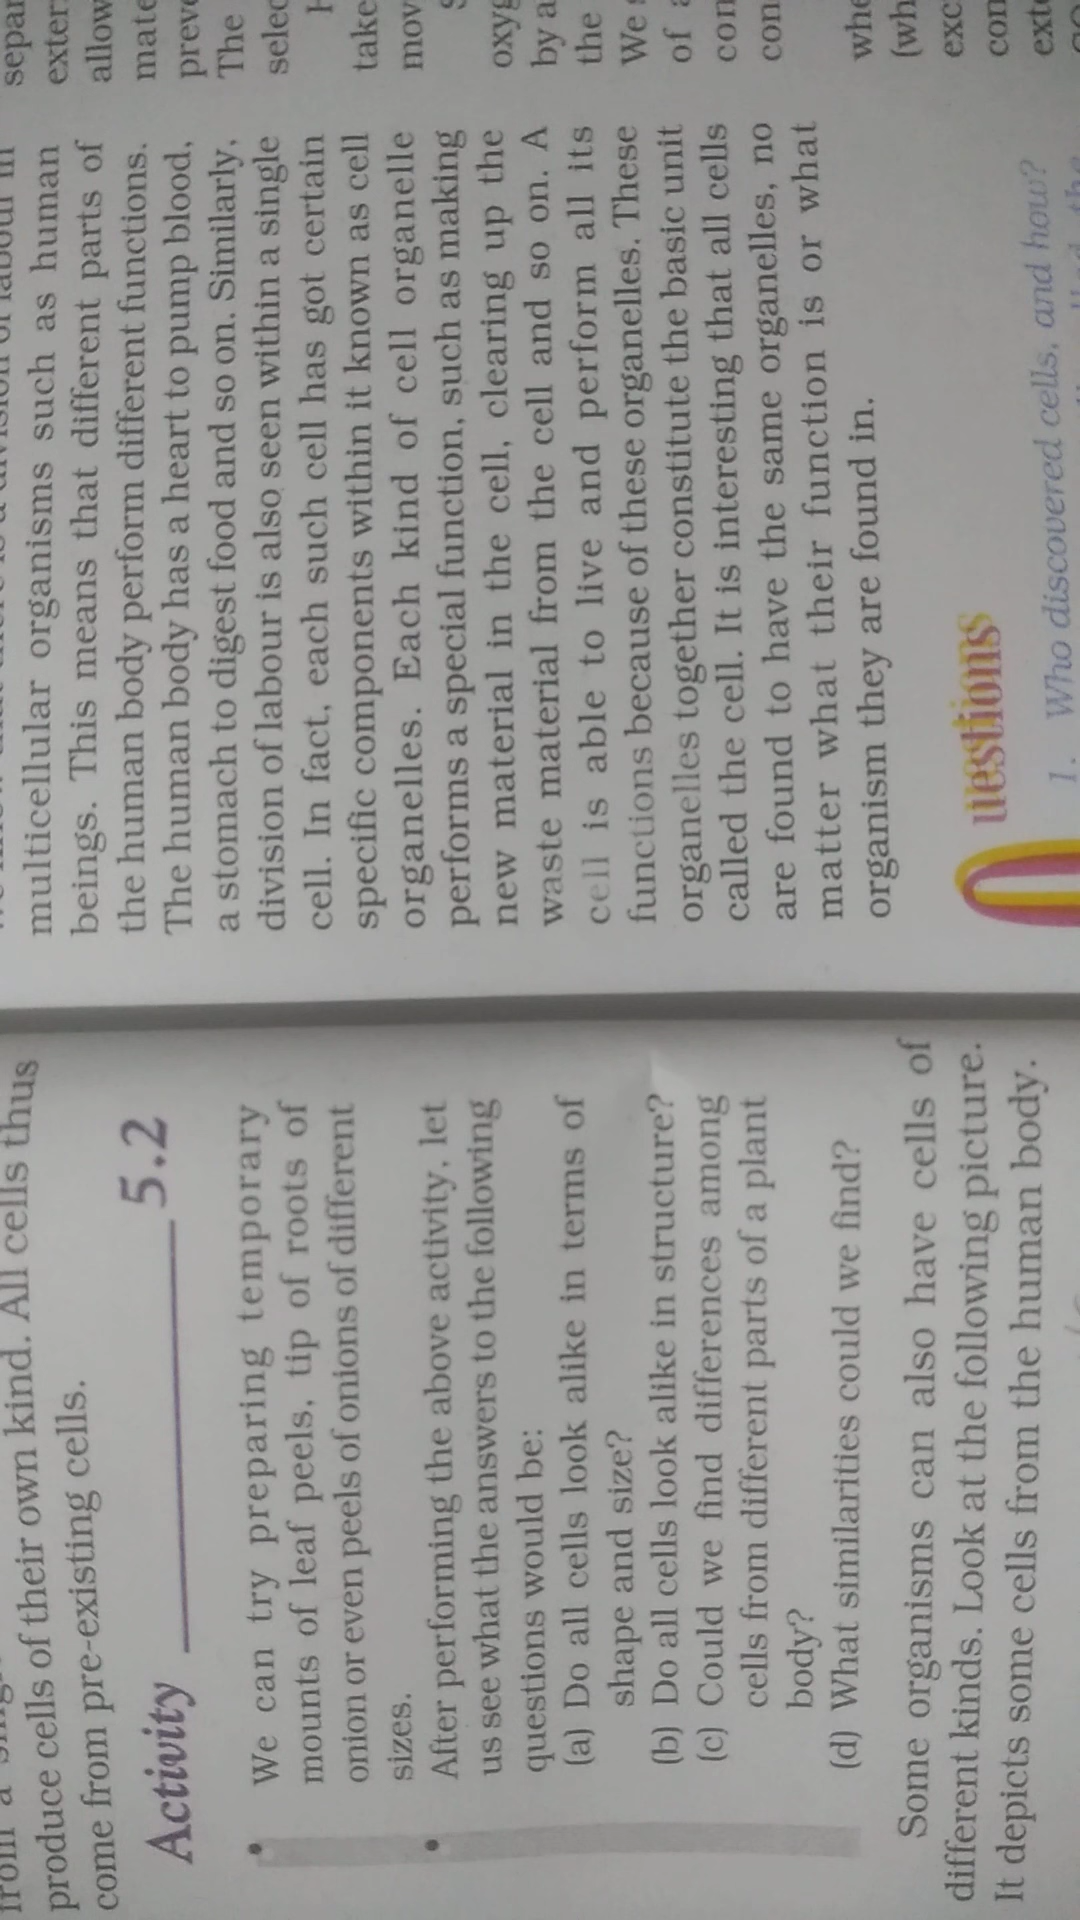 produce cells of their own kind. All cells thus
come from pre-existing cells.
Activity 5.2
• We can try preparing temporary
mounts of leaf peels, tip of roots of
onion or even peels of onions of different
sizes.
• After performing the above activity, let
us see what the answers to the following
questions would be:
(a) Do all cells look alike in terms of
shape and size?
(b) Do all cells look alike in structure?
(c) Could we find differences among
cells from different parts of a plant
body?
(d) What similarities could we find?
Some organisms can also have cells of
different kinds. Look at the following picture.
It depicts some cells from the human body.
multicellular organisms such as human
beings. This means that different parts of
the human body perform different functions.
The human body has a heart to pump blood,
a stomach to digest food and so on. Similarly,
division of labour is also seen within a single
cell. In fact, each such cell has got certain
specific components within it known as cell
organelles. Each kind of cell organelle
performs a special function, such as making
new material in the cell, clearing up the
waste material from the cell and so on. A
cell is able to live and perform all its
functions because of these organelles. These
organelles together constitute the basic unit
called the cell. It is interesting that all cells
are found to have the same organelles, no
matter what their function is or what
organism they are found in.
Questions
1. Who discovered cells, and how?
The
take
by a
the
We
of